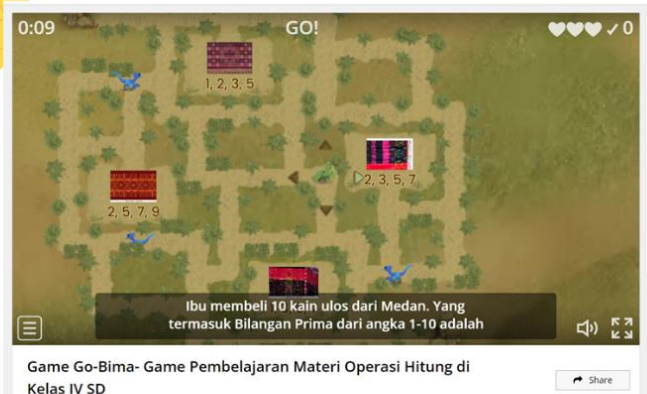 0:09
GO!
✓ 0
1, 2, 3, 5
2, 3, 5, 7
2, 5, 7, 9
Ibu membeli 10 kain ulos dari Medan. Yang
termasuk Bilangan Prima dari angka 1-10 adalah
Game Go-Bima- Game Pembelajaran Materi Operasi Hitung di
Kelas IV SD
Share